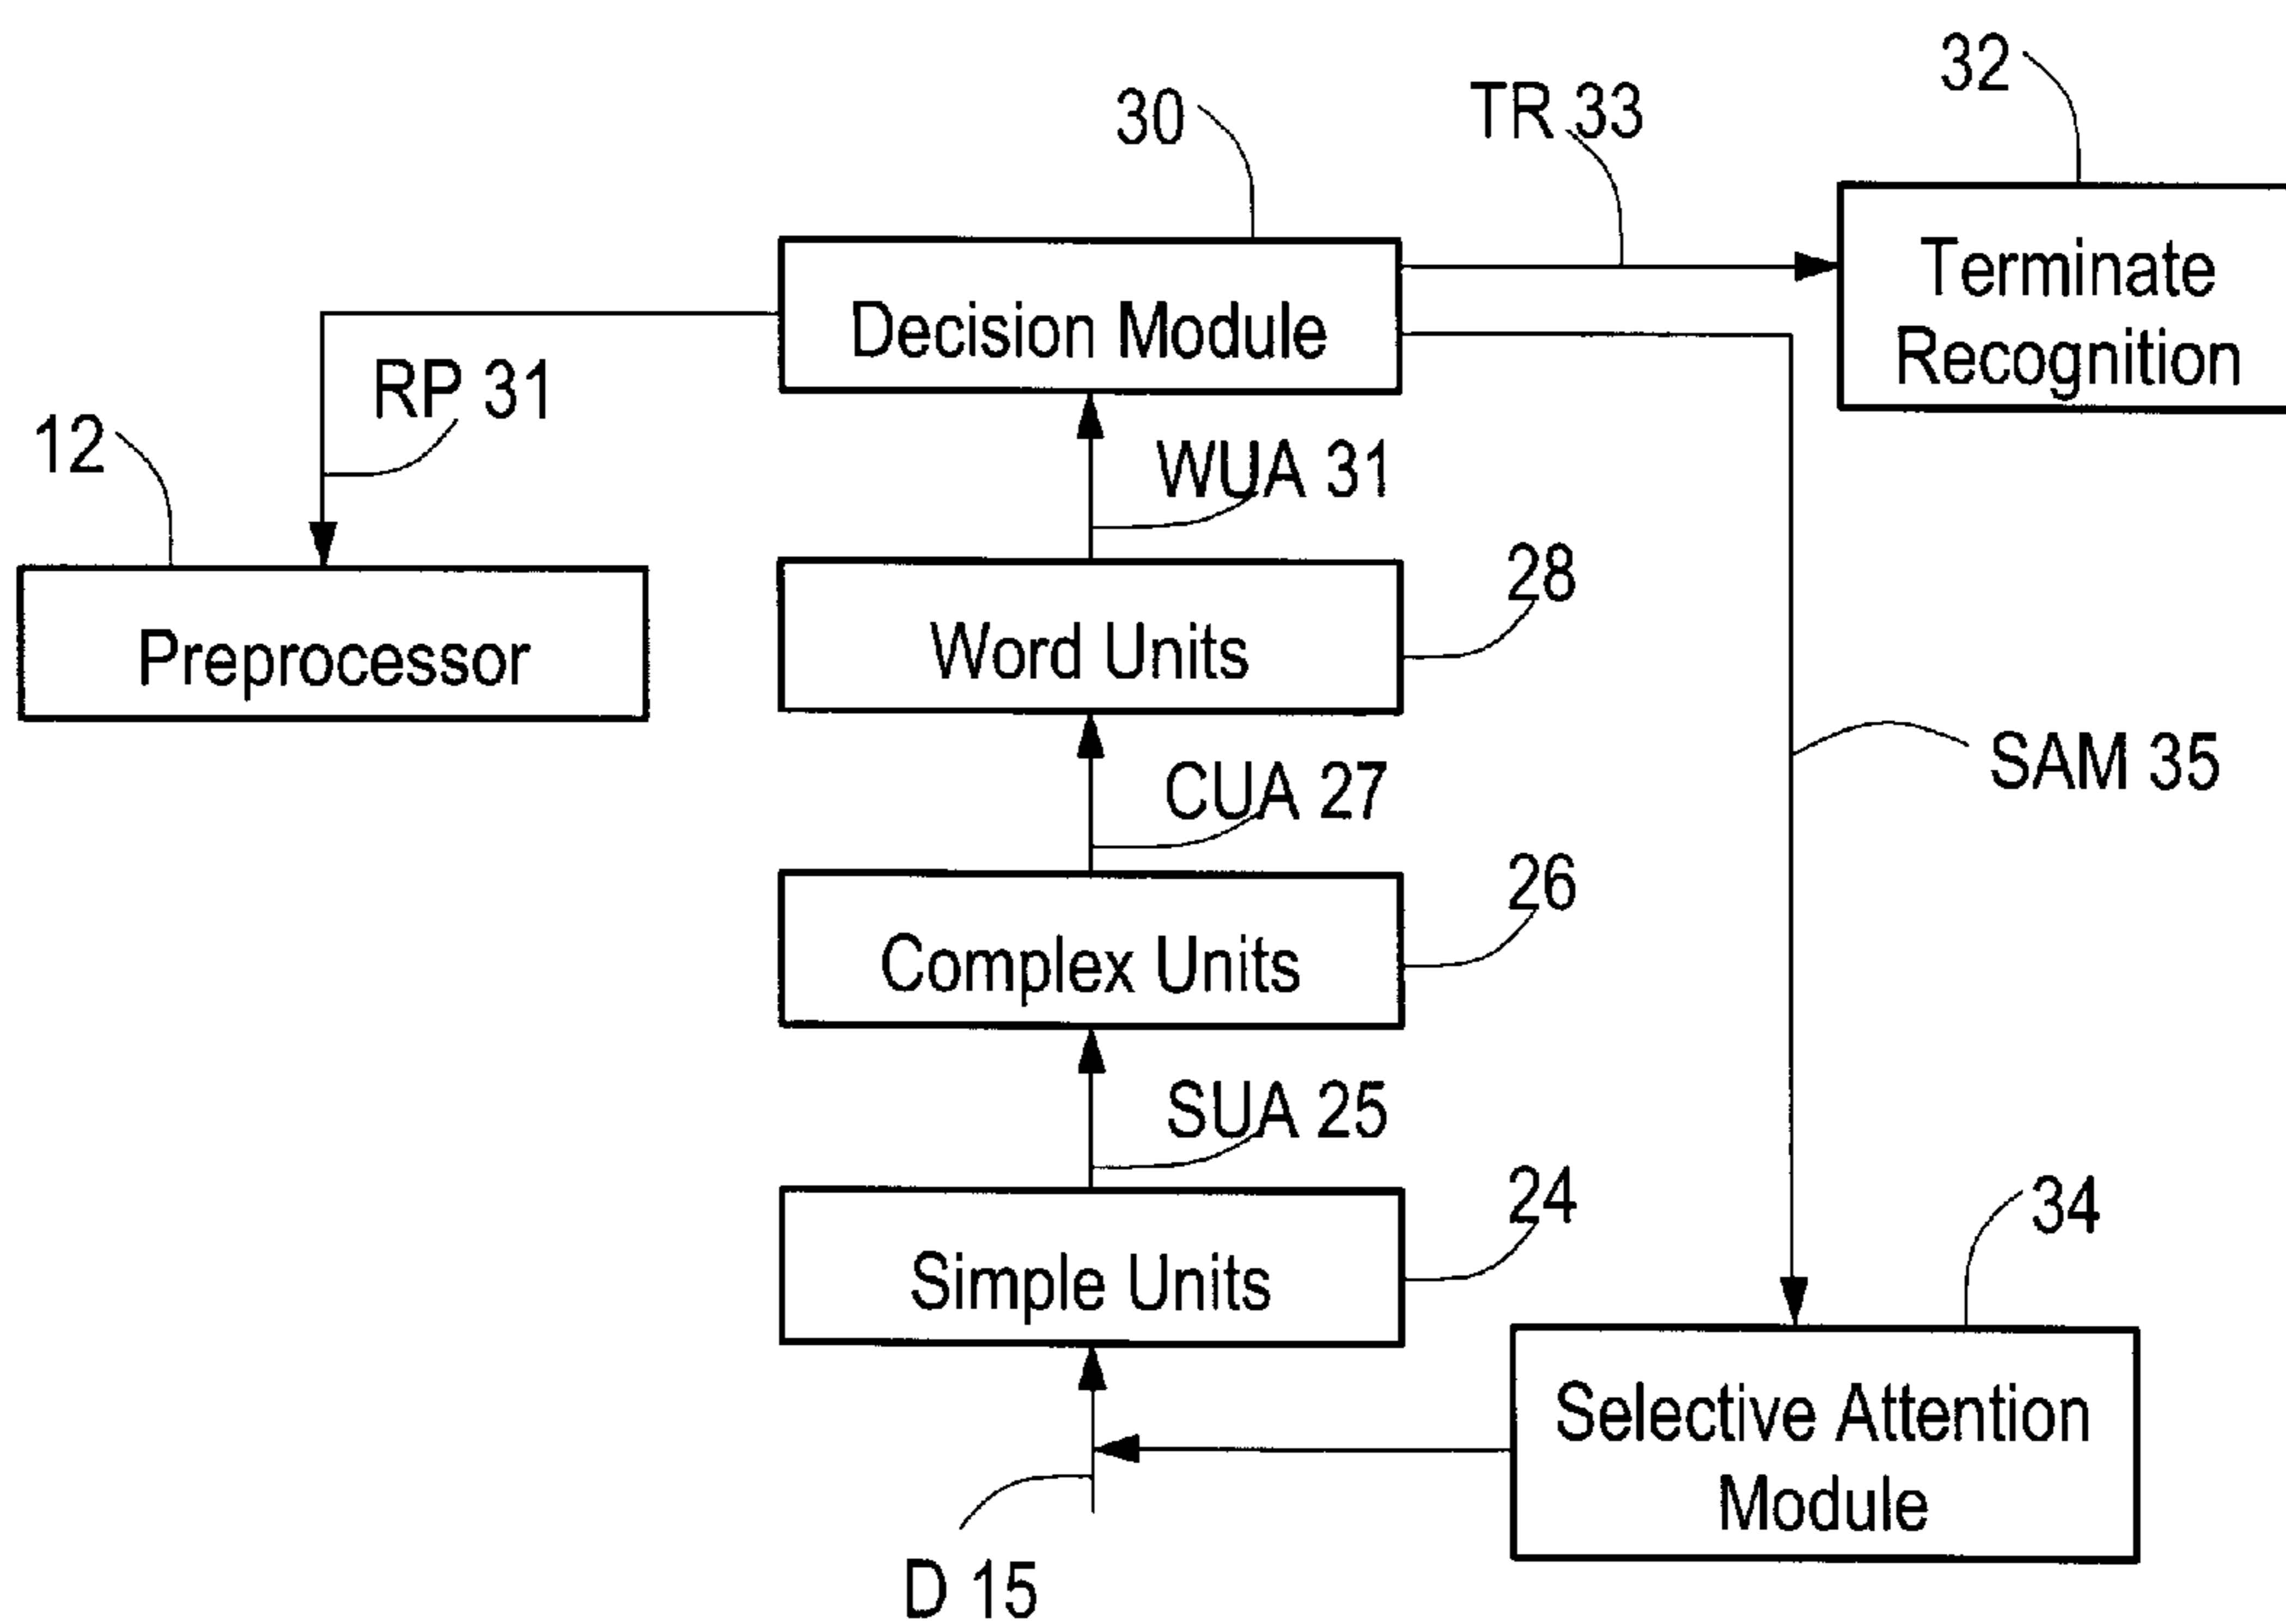 32
30
TR 33
Terminate
Recognition
Decision Module
RP 31
12
WUA 31
28
Word Units
Preprocessor
SAM 35
CUA 27
26
Complex Units
SUA 25
24
34
Simple Units
Selective Attention
Module
D 15